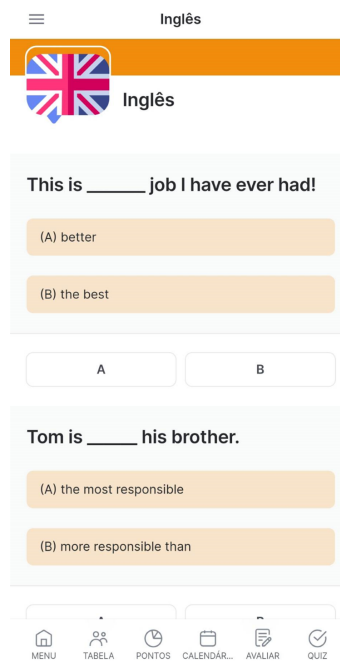 Inglês
Inglês
This is _______ job I have ever had!
(A) better
(B) the best
A B
Tom is ______ his brother.
(A) the most responsible
(B) more responsible than
MENU TABELA PONTOS CALENDÁR... AVALIAR QUIZ